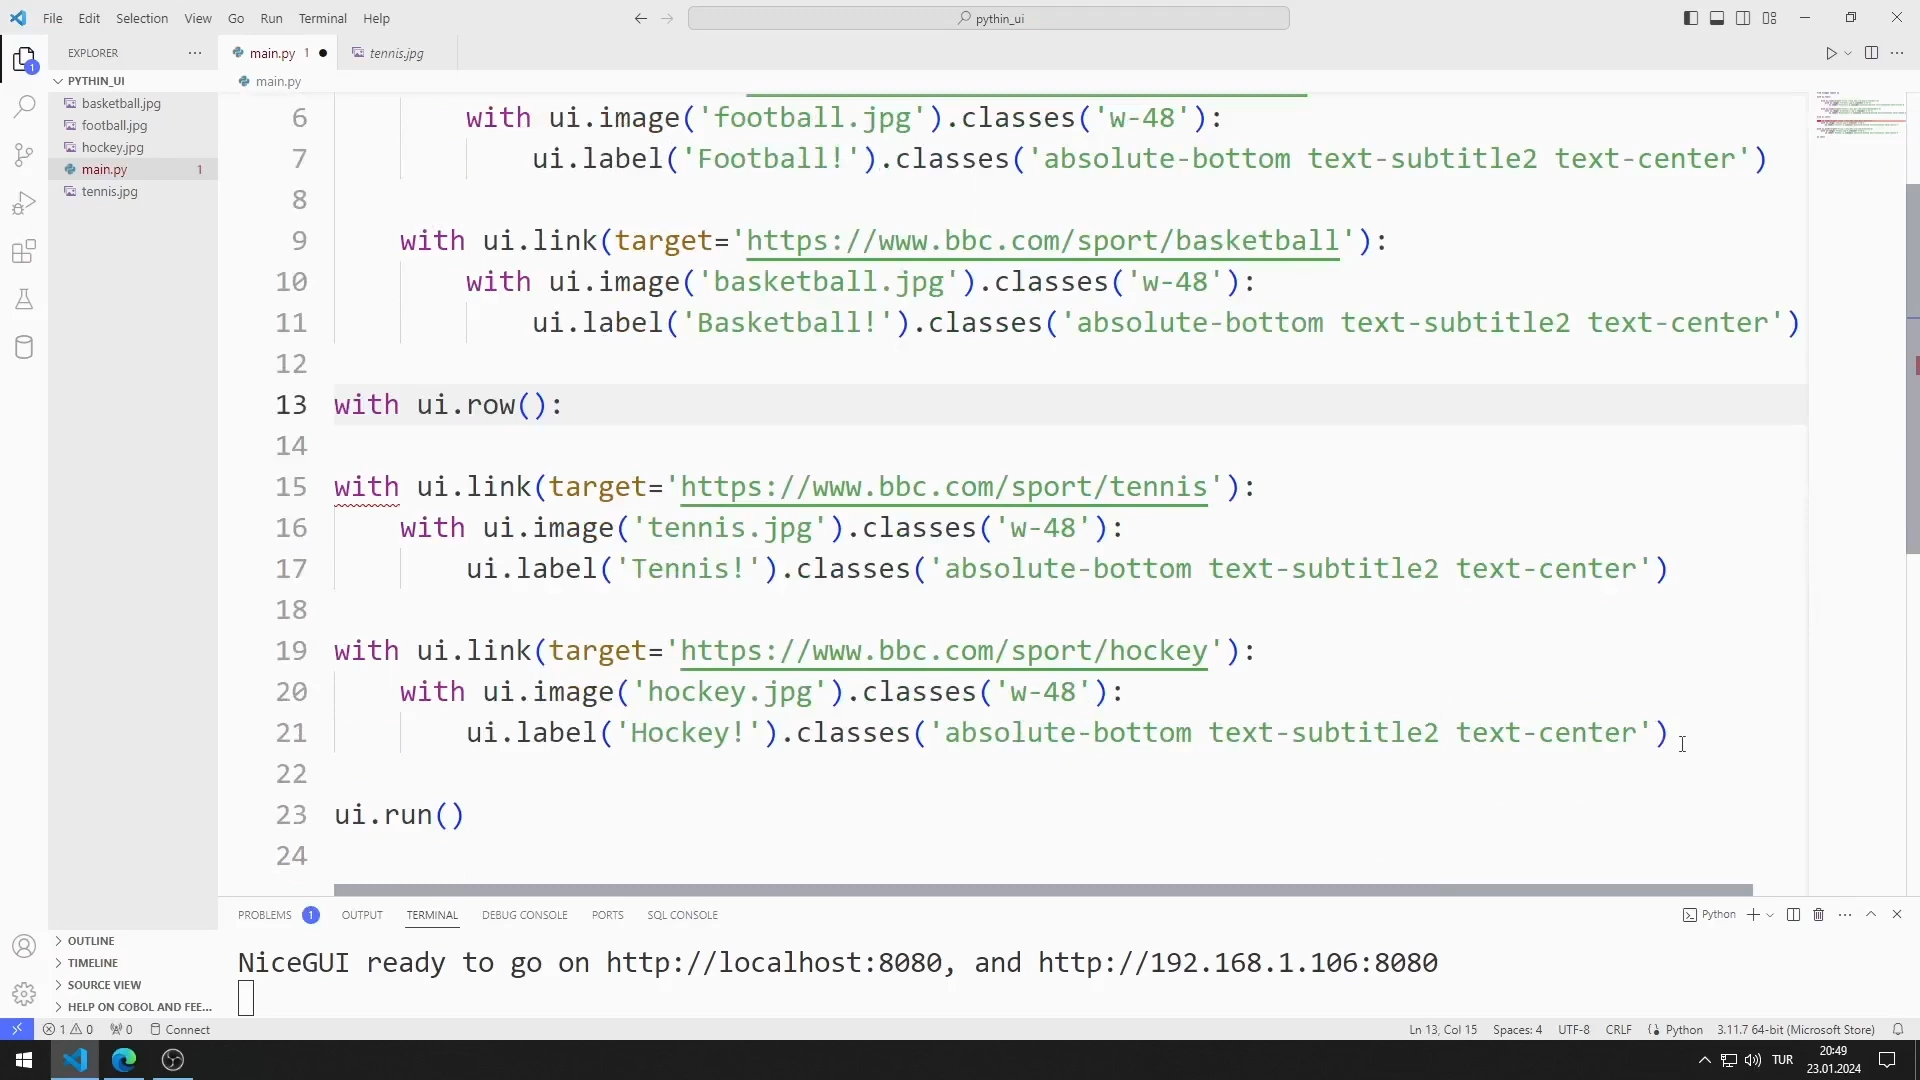 File Edit Selection View Go Run Terminal Help
pythin_ui
EXPLORER
main.py 1
tennis.jpg
PYTHIN_UI
main.py
basketball.jpg
football.jpg
hockey.jpg
main.py 1
tennis.jpg
6 with ui.image('football.jpg').classes('w-48'):
7 ui.label('Football!').classes('absolute-bottom text-subtitle2 text-center')
8
9 with ui.link(target='https://www.bbc.com/sport/basketball'):
10 with ui.image('basketball.jpg').classes('w-48'):
11 ui.label('Basketball!').classes('absolute-bottom text-subtitle2 text-center')
12
13 with ui.row():
14
15 with ui.link(target='https://www.bbc.com/sport/tennis'):
16 with ui.image('tennis.jpg').classes('w-48'):
17 ui.label('Tennis!').classes('absolute-bottom text-subtitle2 text-center')
18
19 with ui.link(target='https://www.bbc.com/sport/hockey'):
20 with ui.image('hockey.jpg').classes('w-48'):
21 ui.label('Hockey!').classes('absolute-bottom text-subtitle2 text-center')
22
23 ui.run()
24
PROBLEMS 1 OUTPUT TERMINAL DEBUG CONSOLE PORTS SQL CONSOLE
Python
NiceGUI ready to go on http://localhost:8080, and http://192.168.1.106:8080
OUTLINE
TIMELINE
SOURCE VIEW
HELP ON COBOL AND FEE...
1 0 0 Connect
Ln 13, Col 15 Spaces: 4 UTF-8 CRLF Python 3.11.7 64-bit (Microsoft Store)
TUR
20:49
23.01.2024